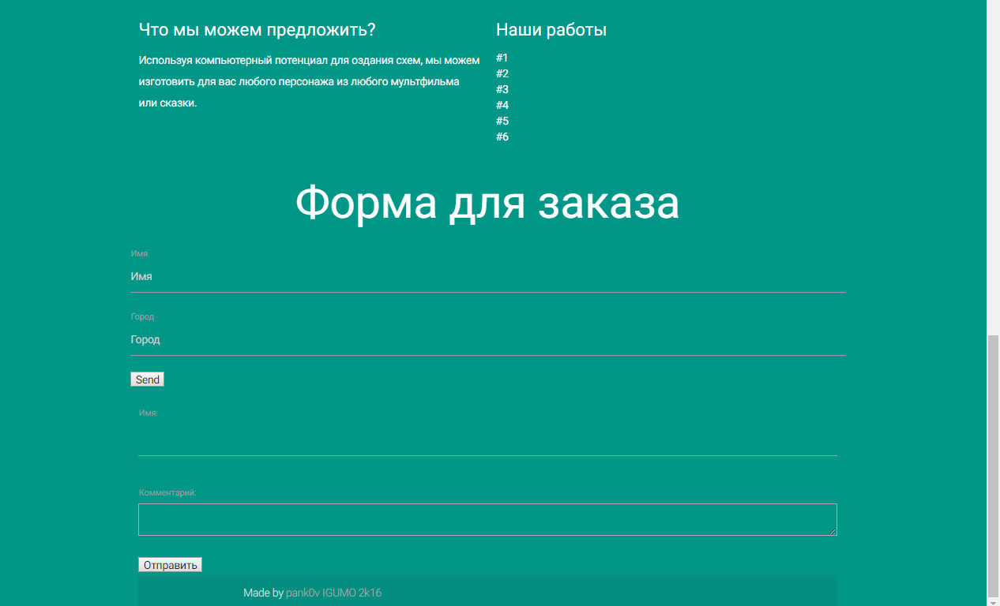 Что мы можем предложить?
Используя компьютерный потенциал для оздания схем, мы можем
изготовить для вас любого персонажа из любого мультфильма
или сказки.
Наши работы
#1
#2
#3
#4
#5
#6
Форма для заказа
Имя
Имя
Город
Город
Send
Имя:
Комментарий:
Отправить
Made by pank0v IGUMO 2k16